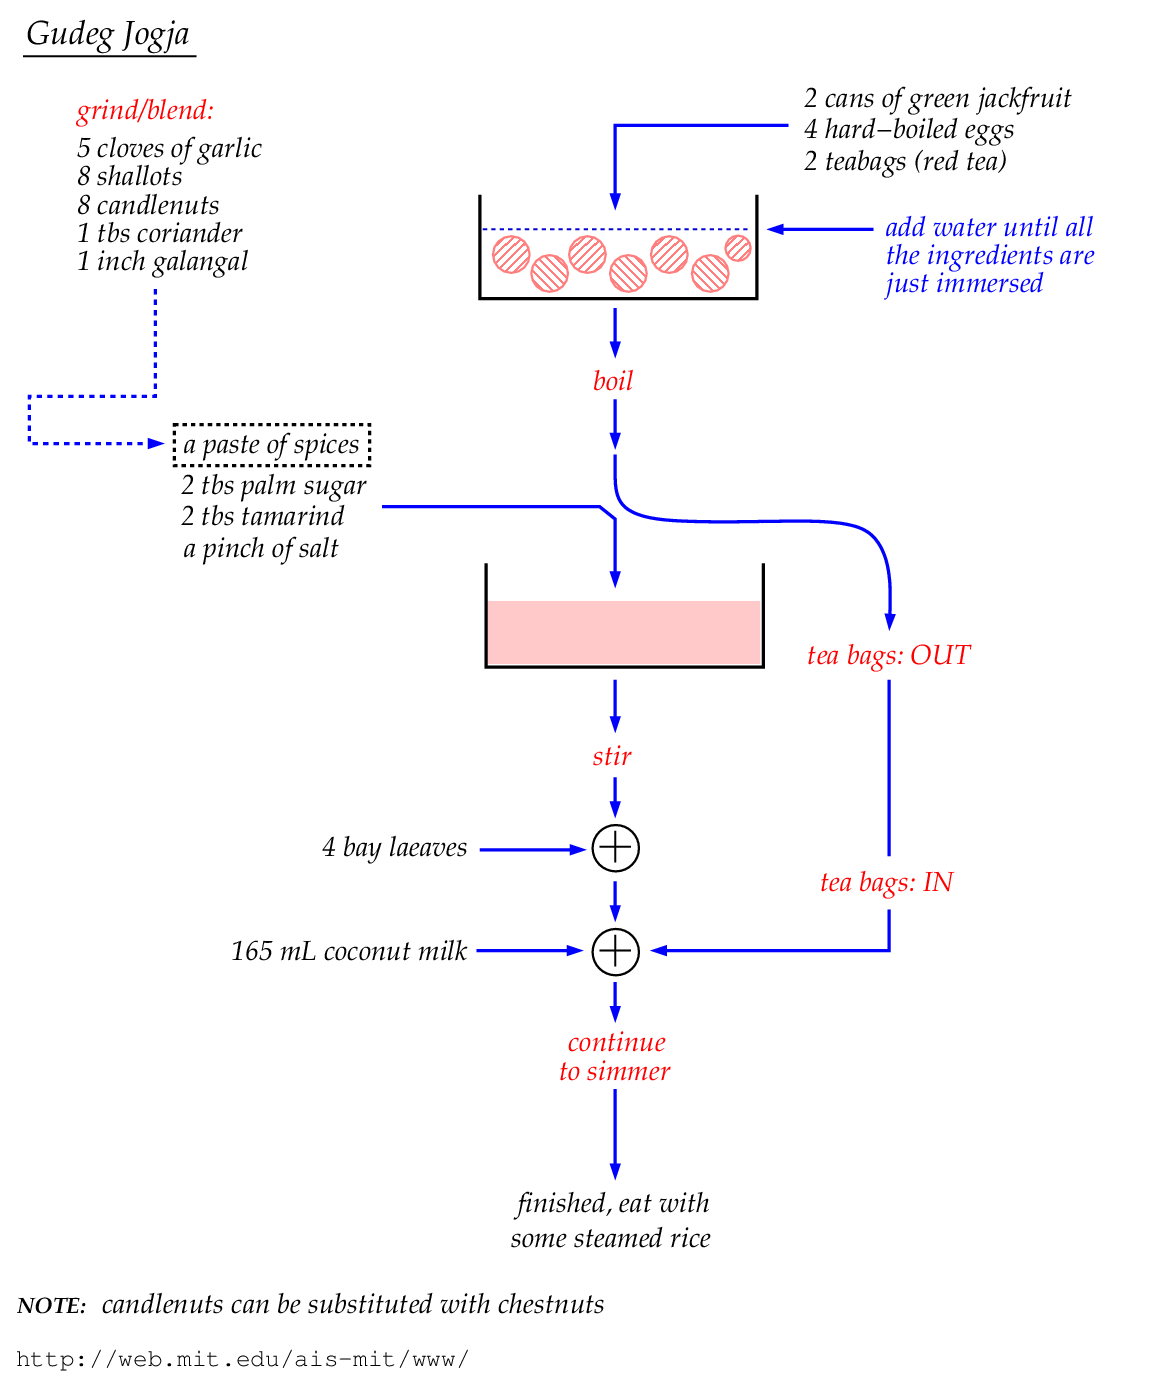 Gudeg Jogja
grind/blend:
5 cloves of garlic
8 shallots
8 candlenuts
1 tbs coriander
1 inch galangal
2 cans of green jackfruit
4 hard–boiled eggs
2 teabags (red tea)
add water until all
the ingredients are
just immersed
boil
a paste of spices
2 tbs palm sugar
2 tbs tamarind
a pinch of salt
tea bags: OUT
stir
4 bay laeaves
tea bags: IN
165 mL coconut milk
continue
to simmer
finished, eat with
some steamed rice
NOTE: candlenuts can be substituted with chestnuts
http://web.mit.edu/ais-mit/www/